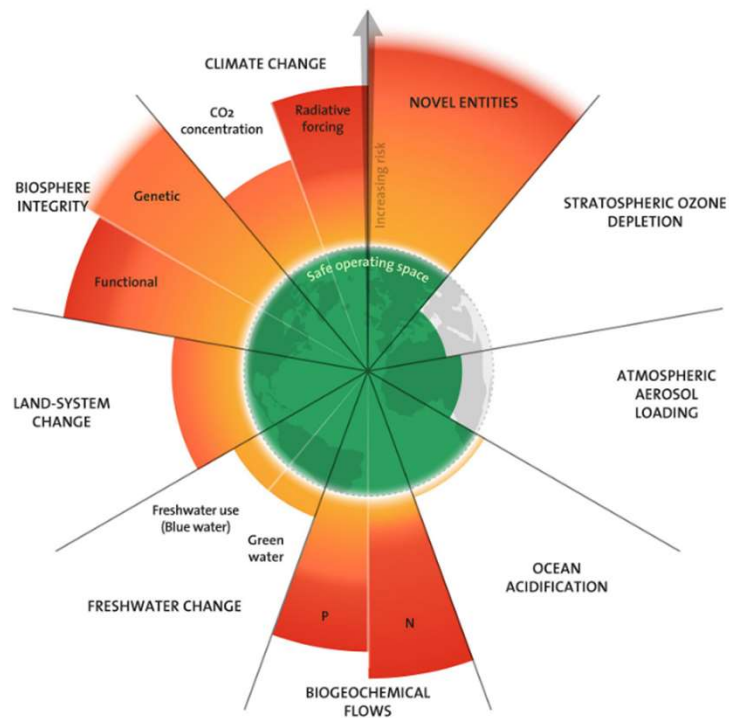 CLIMATE CHANGE
CO2
concentration
Radiative
forcing
Increasing risk
NOVEL ENTITIES
STRATOSPHERIC OZONE
DEPLETION
ATMOSPHERIC
AEROSOL
LOADING
OCEAN
ACIDIFICATION
BIOGEOCHEMICAL
FLOWS
P
N
FRESHWATER CHANGE
Freshwater use
(Blue water)
Green
water
LAND-SYSTEM
CHANGE
BIOSPHERE
INTEGRITY
Genetic
Functional
Safe operating space